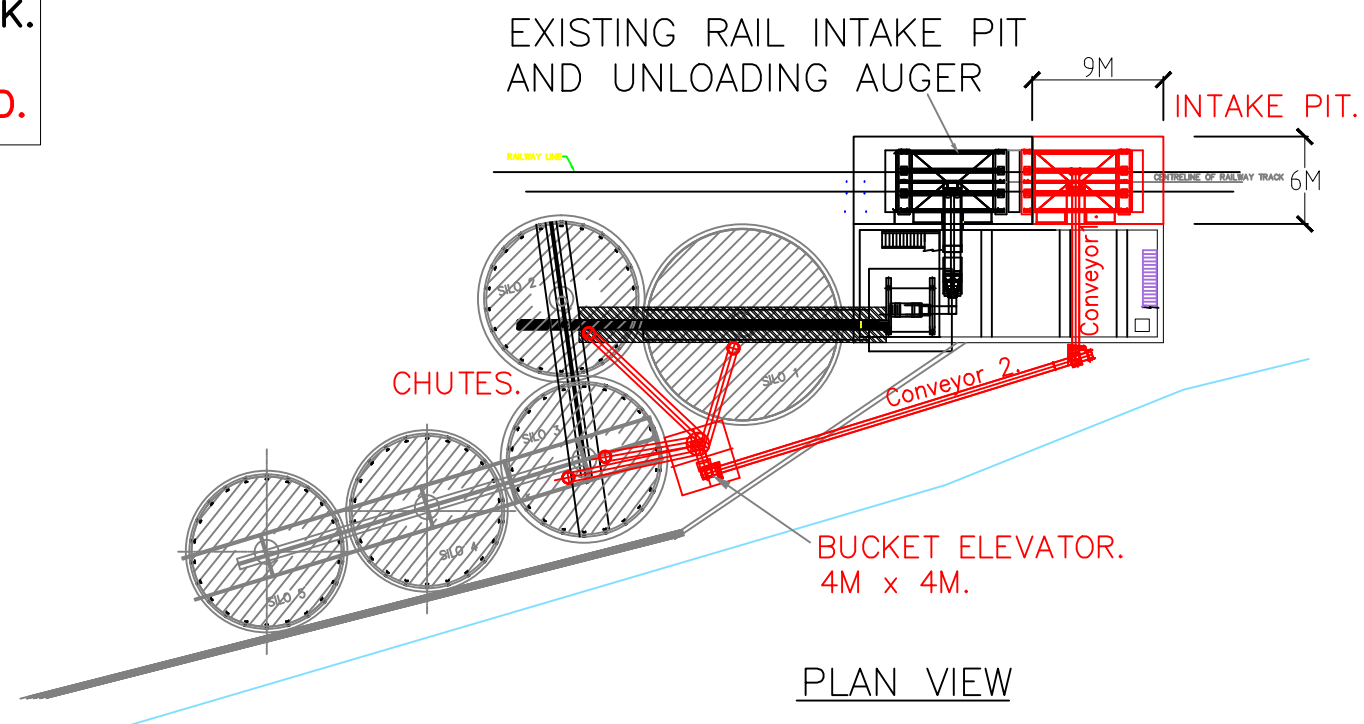 K.
D.
EXISTING RAIL INTAKE PIT
AND UNLOADING AUGER
9M
INTAKE PIT.
RAILWAY LINE
CENTRELINE OF RAILWAY TRACK
6M
Conveyor 1.
SILO 2
SILO 1
Conveyor 2.
CHUTES.
SILO 3
SILO 4
SILO 5
BUCKET ELEVATOR.
4M x 4M.
PLAN VIEW